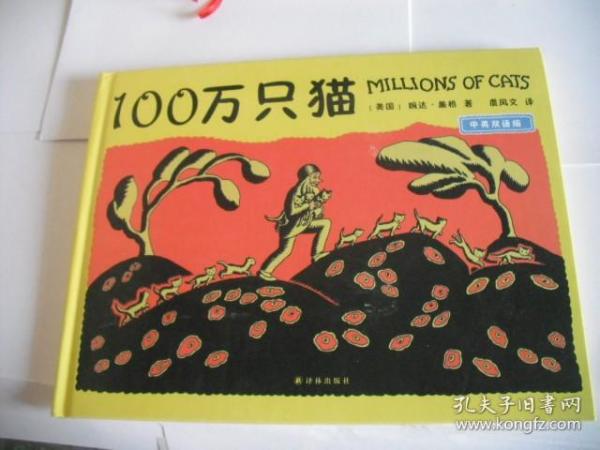 100万只猫
MILLIONS OF CATS
（美国）婉达·盖格 著 虞风文 译
中英双语版
译林出版社
孔夫子旧书网
www.kongfz.com